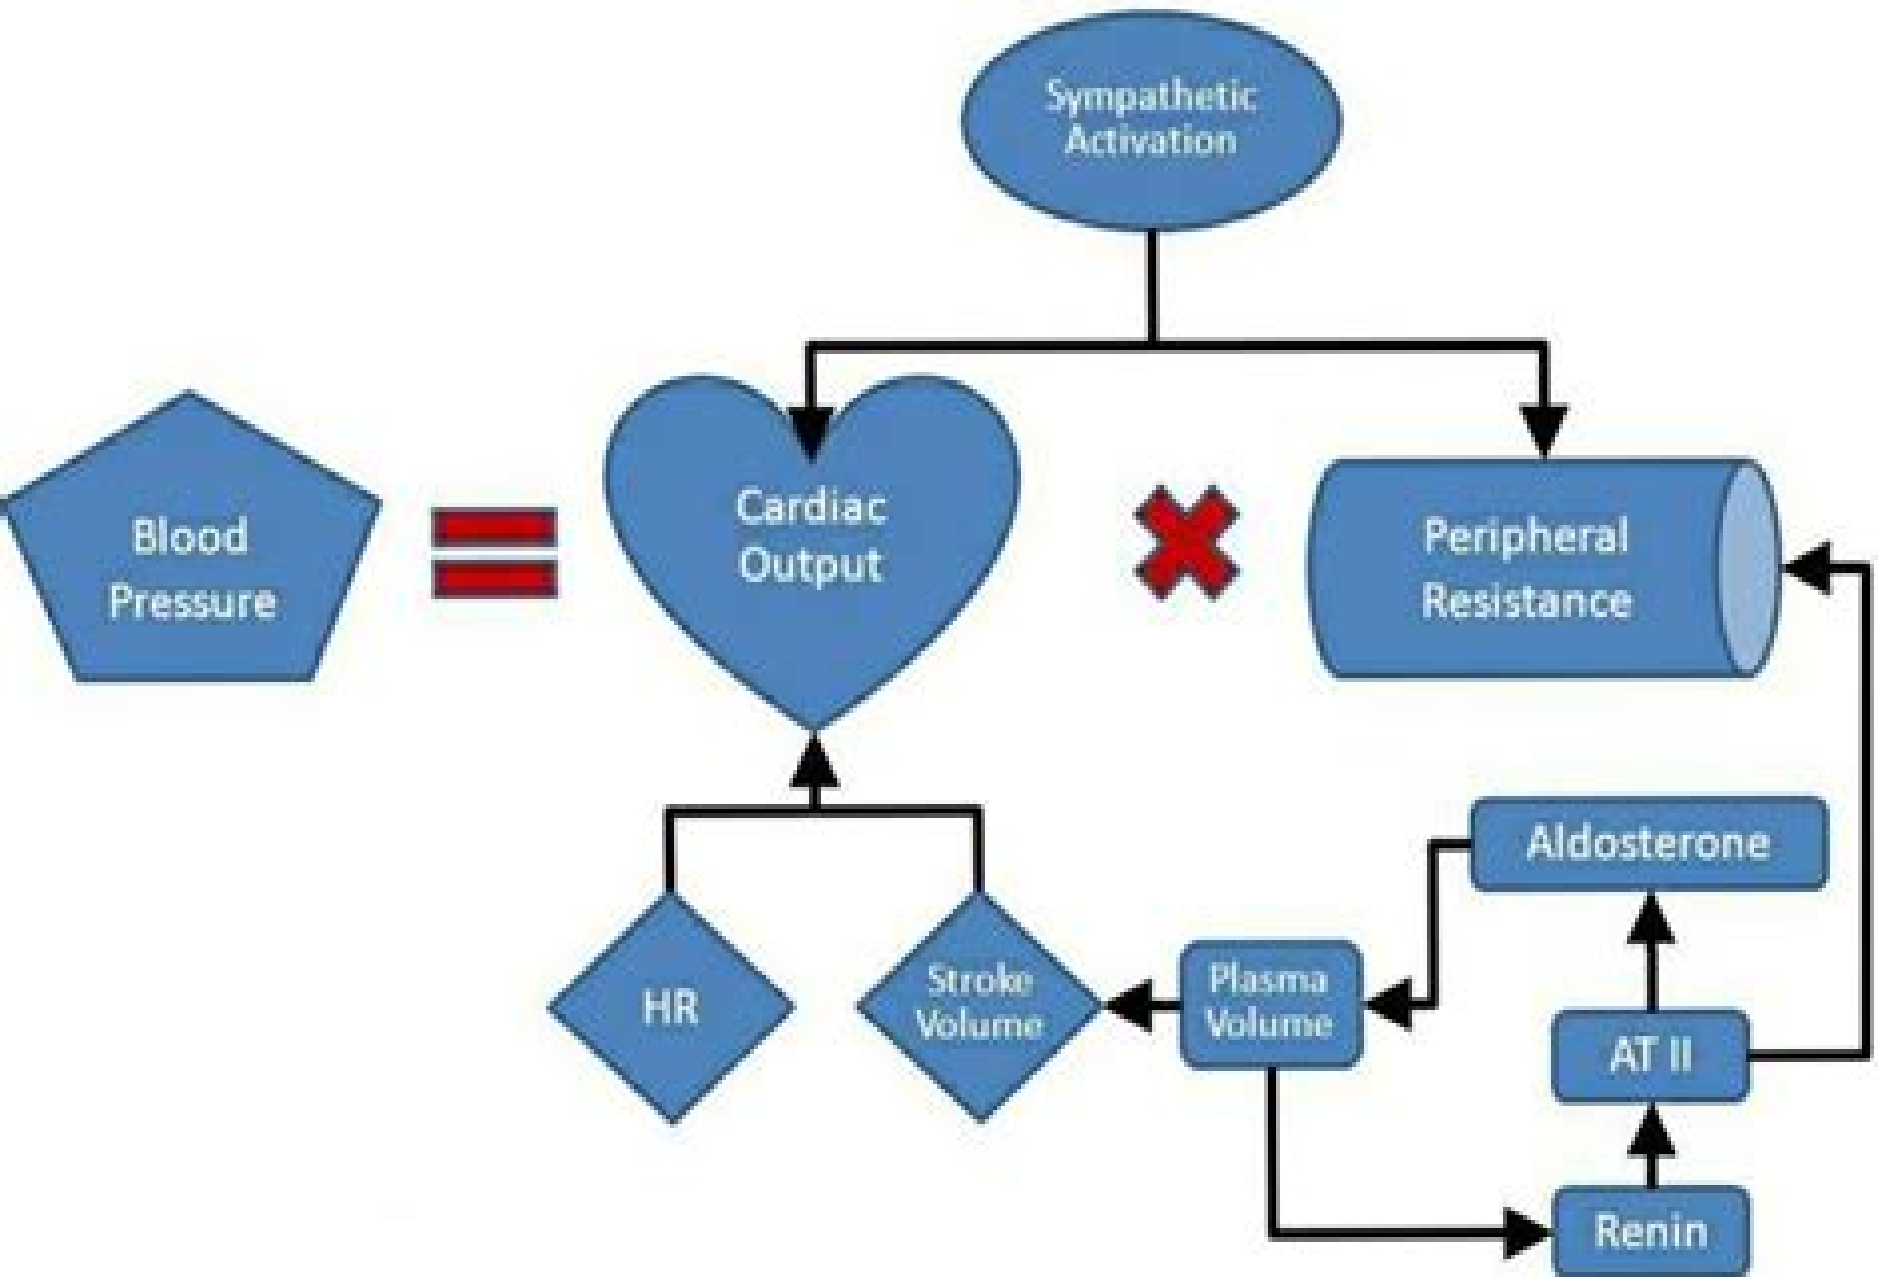 Sympathetic
Activation
Blood
Pressure
Cardiac
Output
Peripheral
Resistance
Aldosterone
HR
Stroke
Volume
Plasma
Volume
AT II
Renin